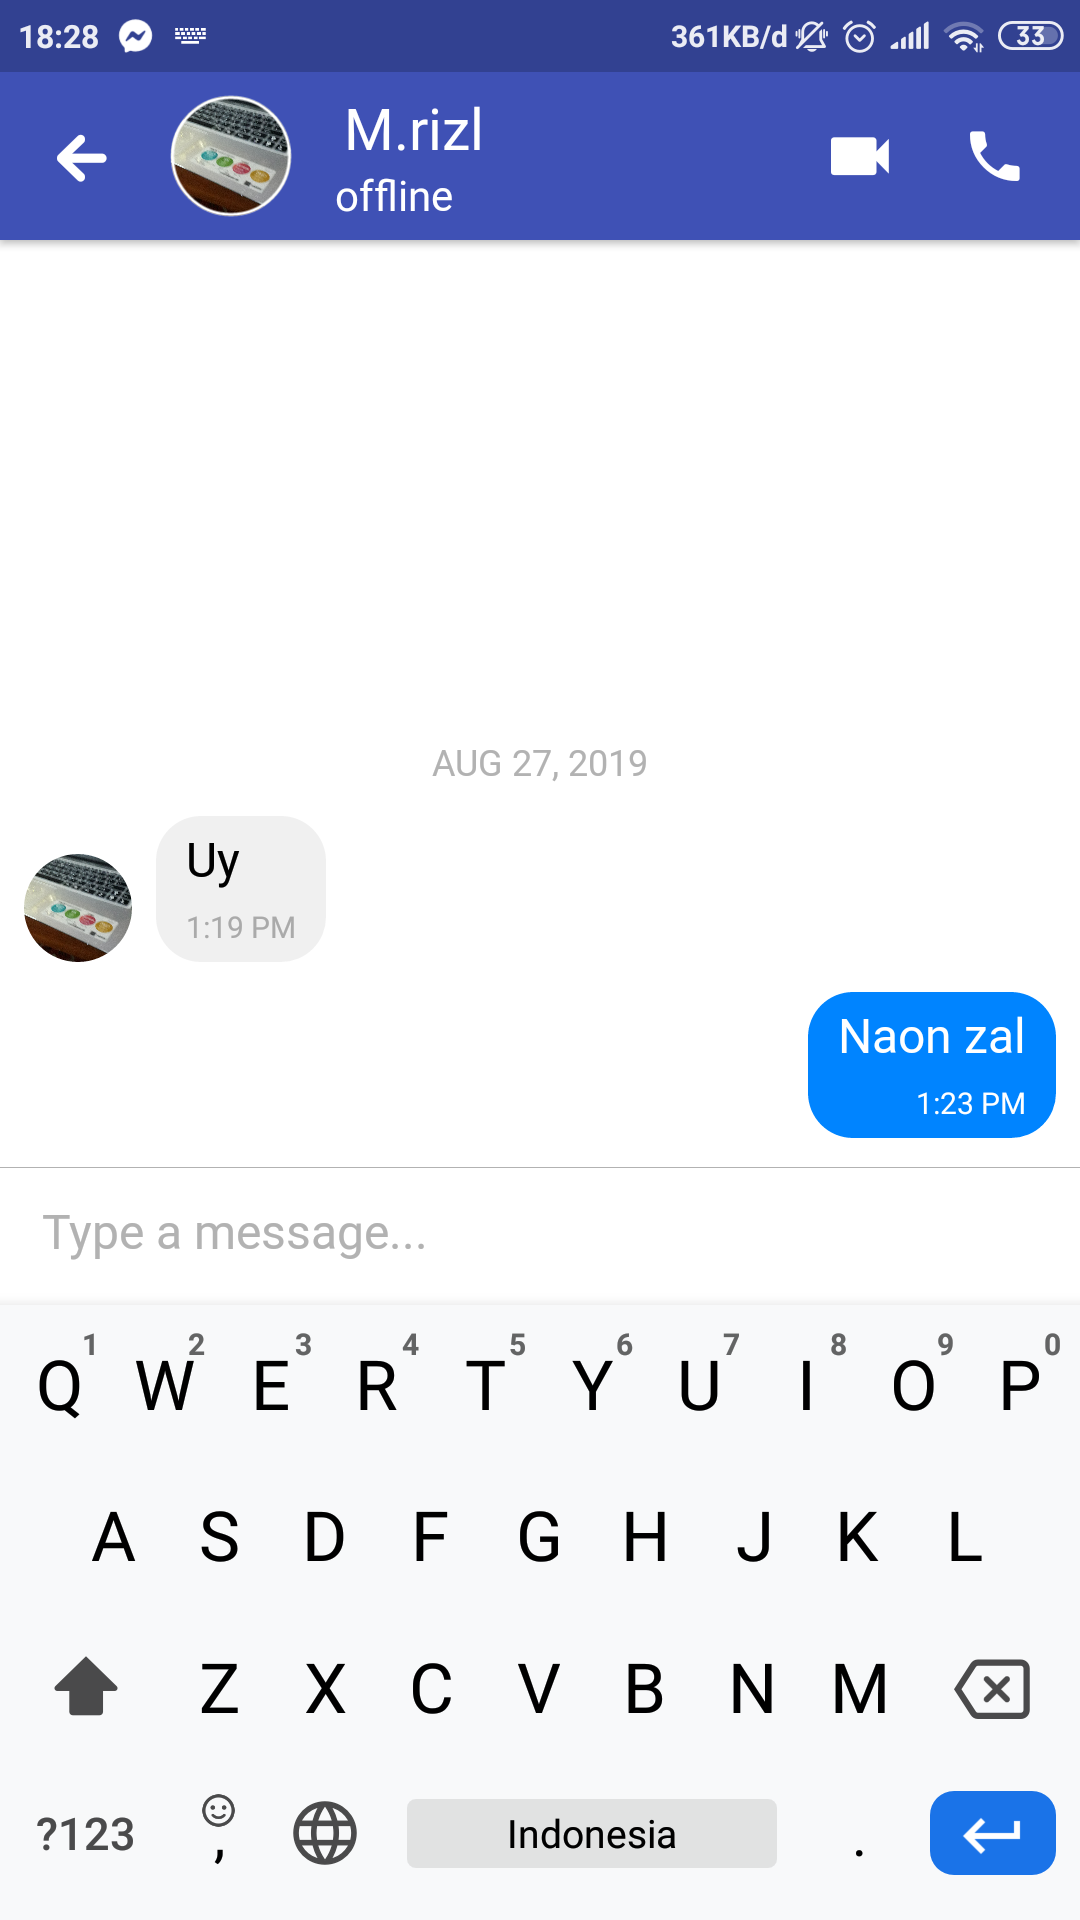 18:28 361KB/d 33
M.rizl
offline
AUG 27, 2019
Uy
1:19 PM
Naon zal
1:23 PM
Type a message...
1 2 3 4 5 6 7 8 9 0
Q W E R T Y U I O P
A S D F G H J K L
Z X C V B N M
?123 , Indonesia .